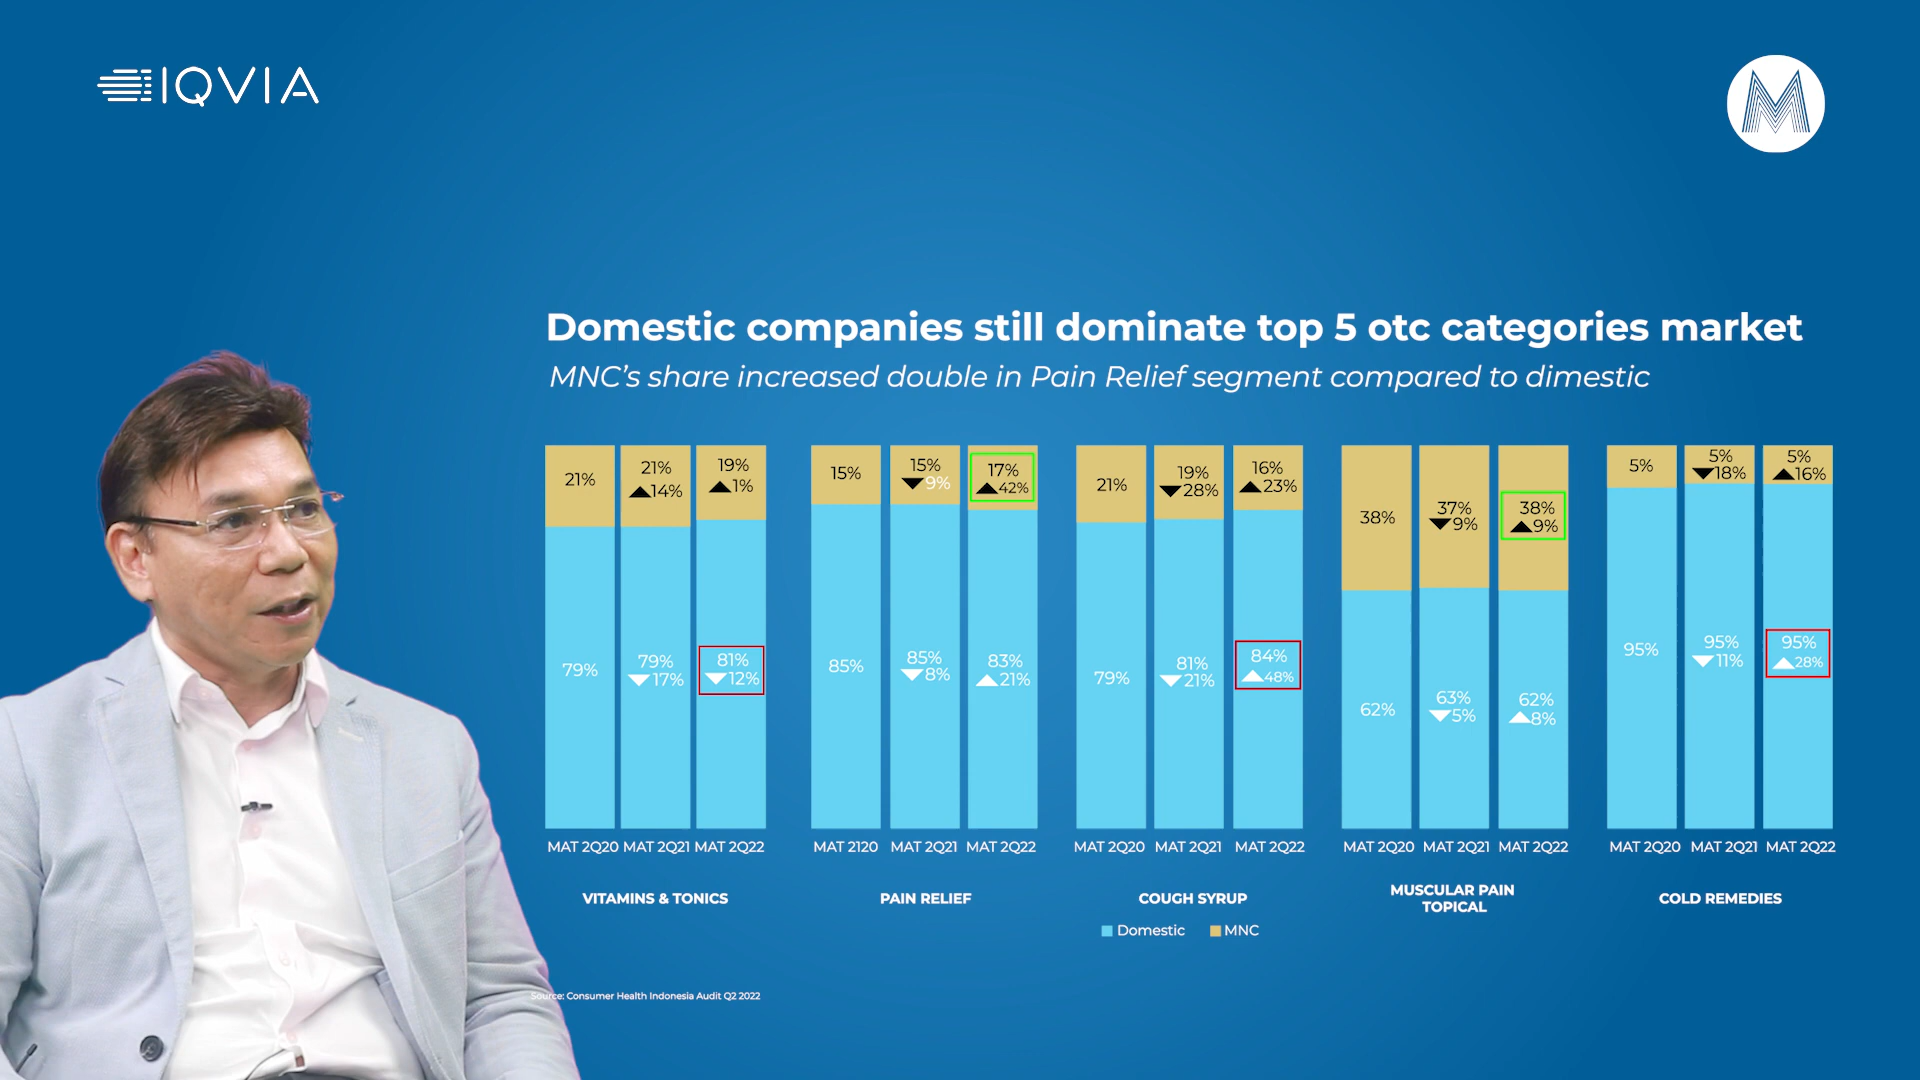 IQVIA
M
Domestic companies still dominate top 5 otc categories market
MNC's share increased double in Pain Relief segment compared to dimestic
21%
21%
▲14%
19%
▲1%
79%
79%
▼17%
81%
▼12%
MAT 2Q20 MAT 2Q21 MAT 2Q22
VITAMINS & TONICS
15%
15%
▼9%
17%
▲42%
85%
85%
▼8%
83%
▲21%
MAT 2120 MAT 2Q21 MAT 2Q22
PAIN RELIEF
21%
19%
▼28%
16%
▲23%
79%
81%
▼21%
84%
▲48%
MAT 2Q20 MAT 2Q21 MAT 2Q22
COUGH SYRUP
38%
37%
▼9%
38%
▲9%
62%
63%
▼5%
62%
▲8%
MAT 2Q20 MAT 2Q21 MAT 2Q22
MUSCULAR PAIN
TOPICAL
5%
5%
▼18%
5%
▲16%
95%
95%
▼11%
95%
▲28%
MAT 2Q20 MAT 2Q21 MAT 2Q22
COLD REMEDIES
Domestic MNC
Source: Consumer Health Indonesia Audit Q2 2022